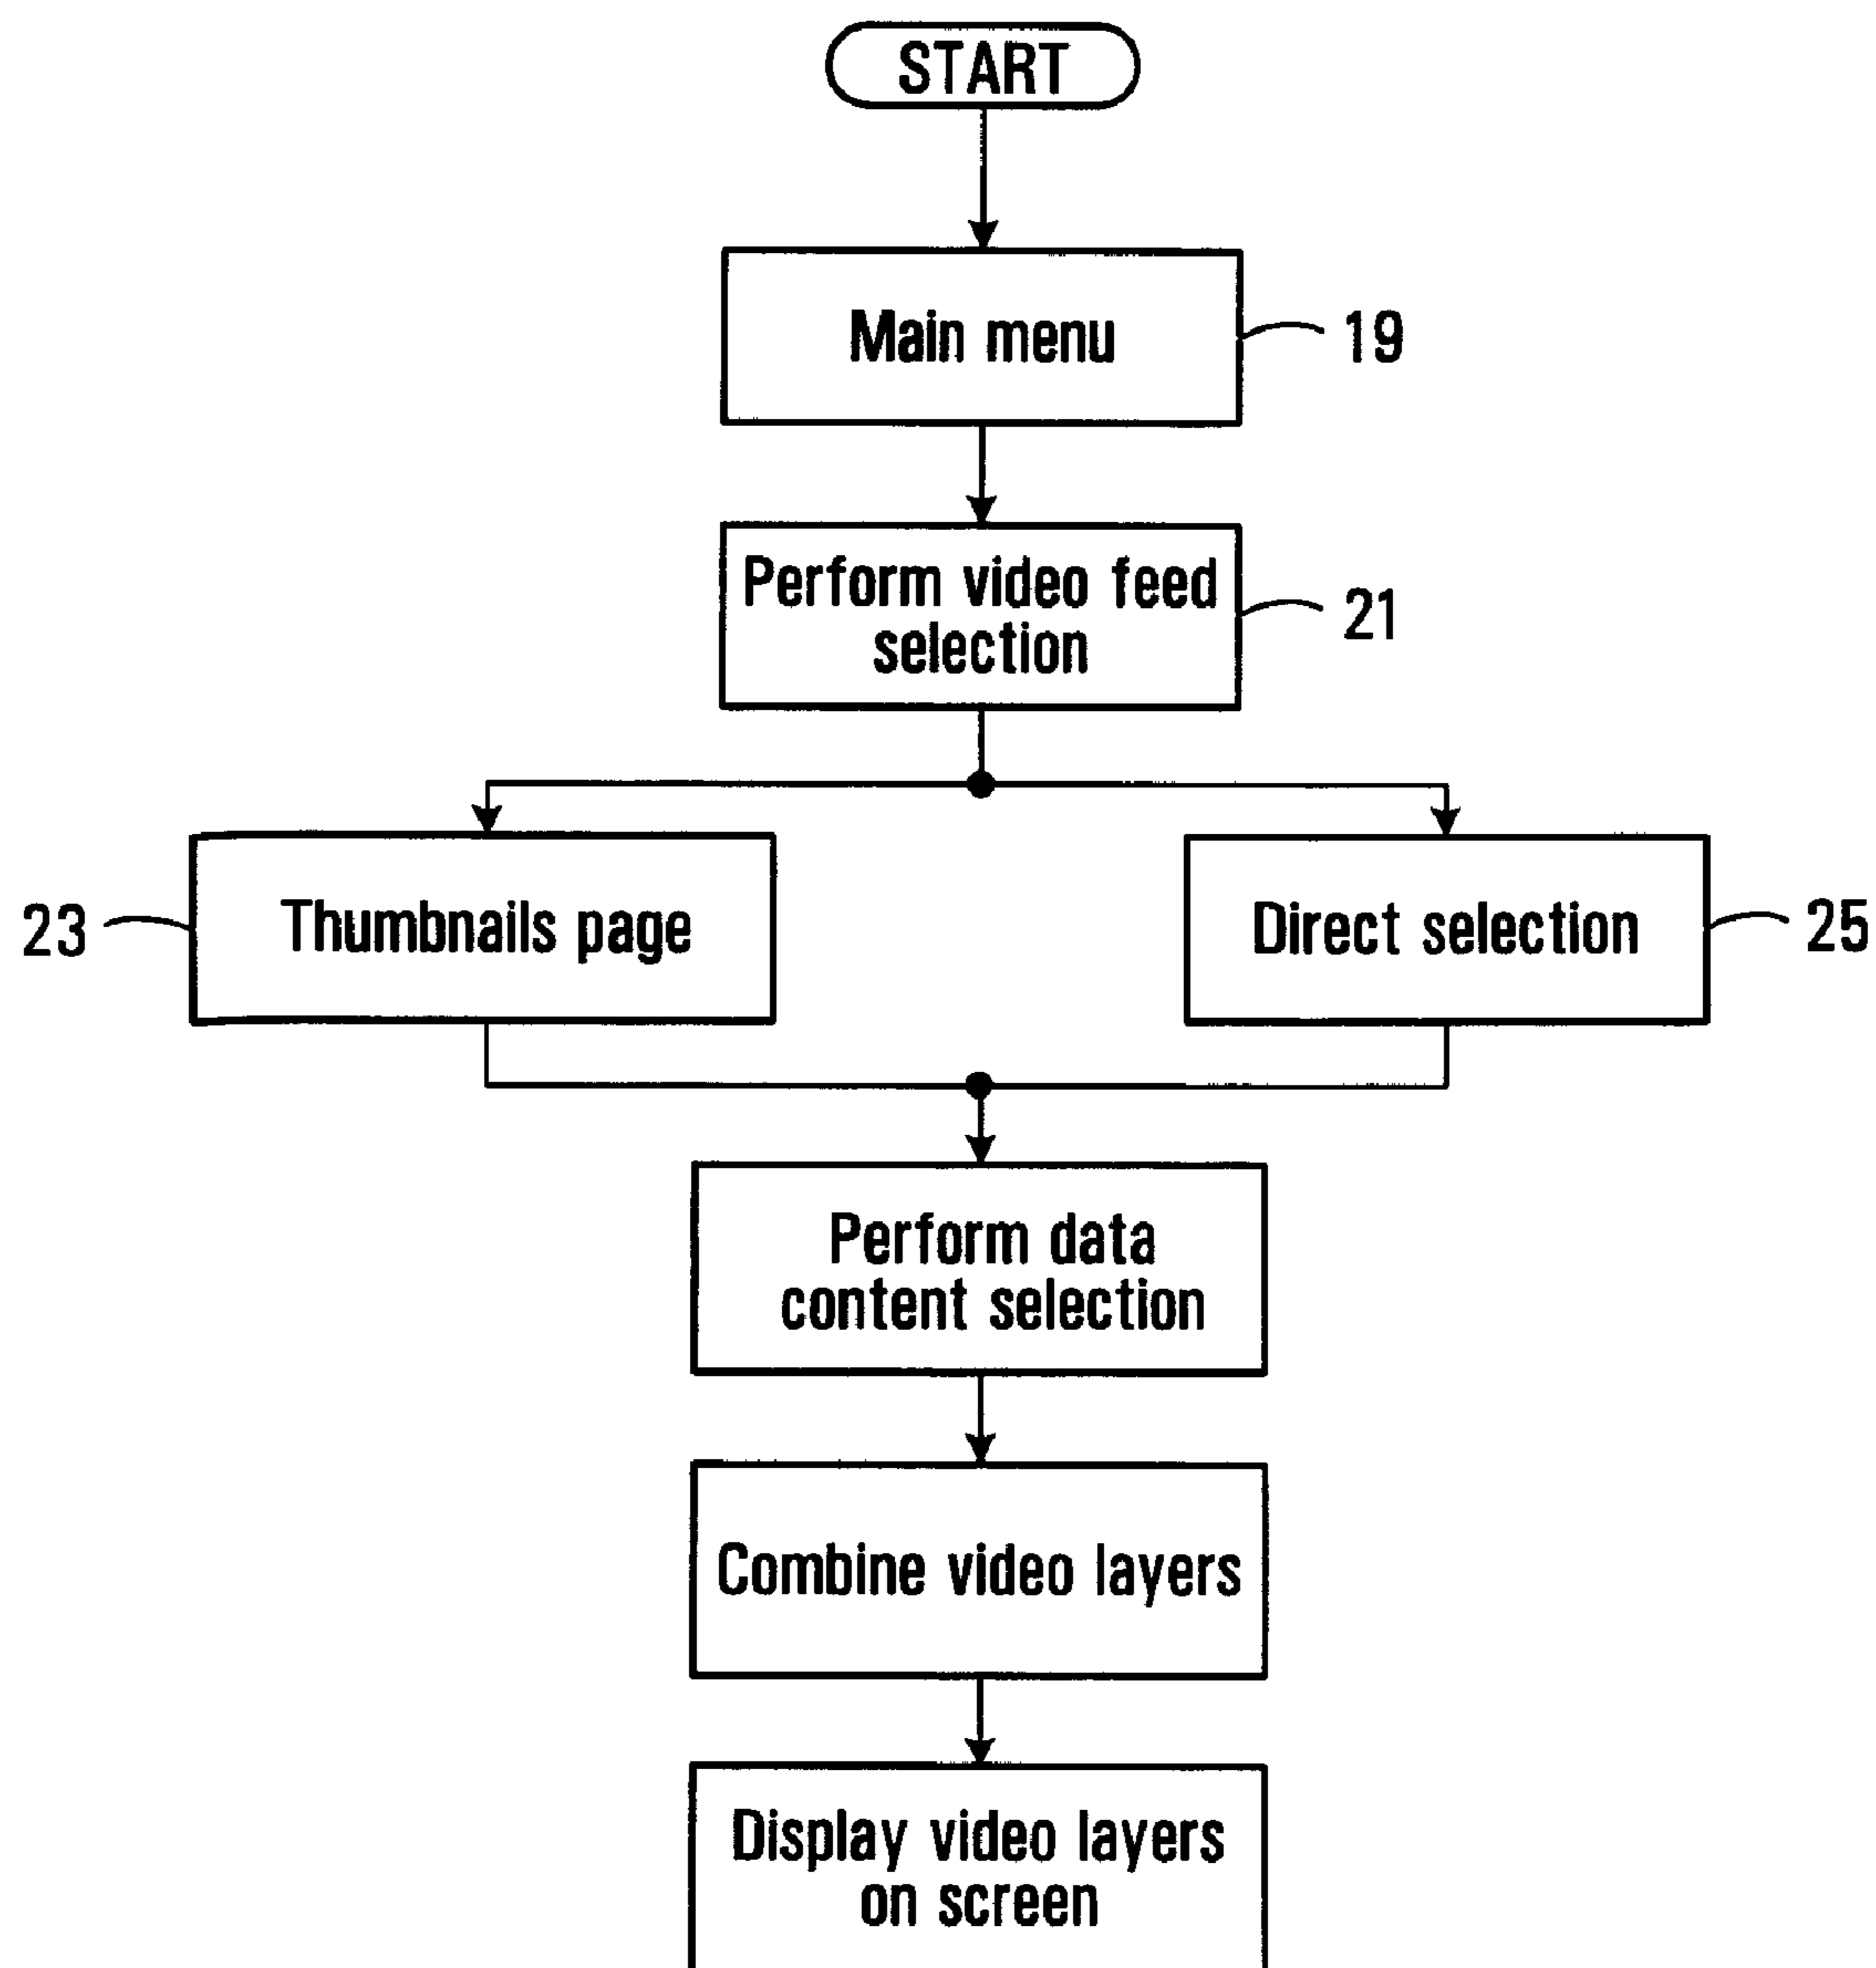 START
Main menu
19
Perform video feed
selection
21
23
Thumbnails page
Direct selection
25
Perform data
content selection
Combine video layers
Display video layers
on screen